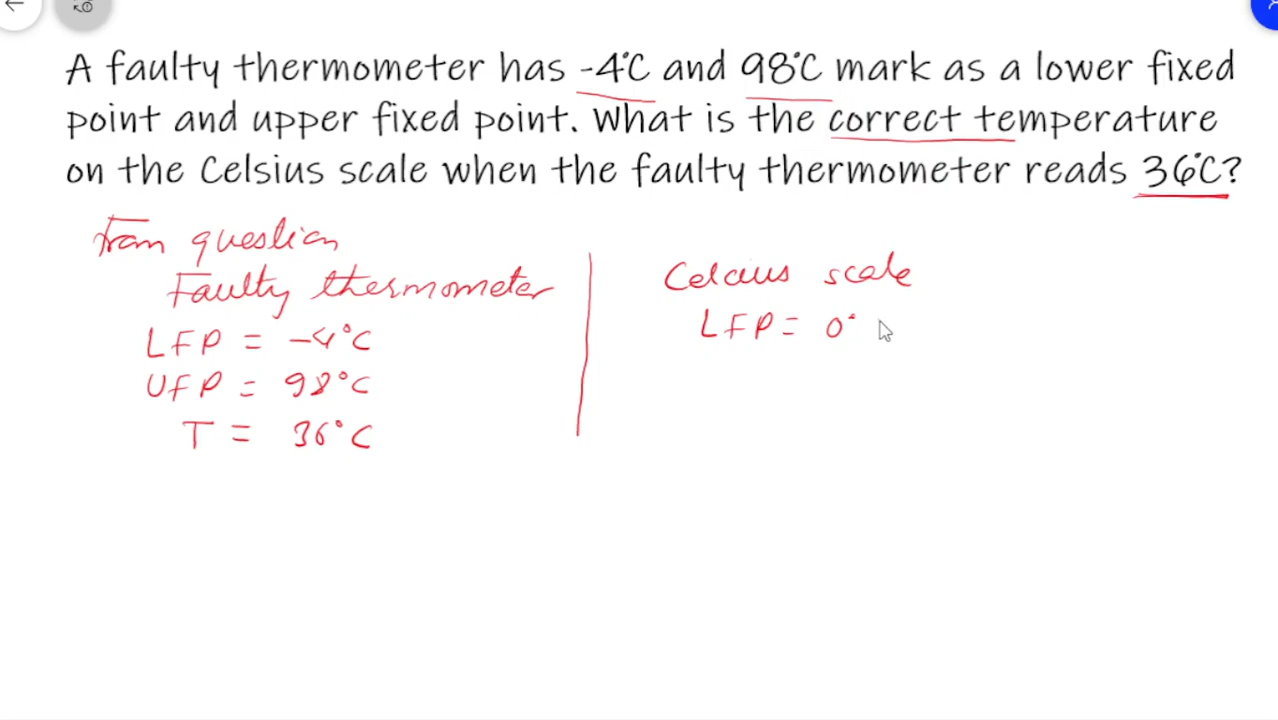 A faulty thermometer has -4°C and 98°C mark as a lower fixed
point and upper fixed point. What is the correct temperature
on the Celsius scale when the faulty thermometer reads 36°C?
from question
Faulty thermometer
LFP = -4°C
UFP = 98°C
T = 36°C
Celcius scale
LFP = 0°